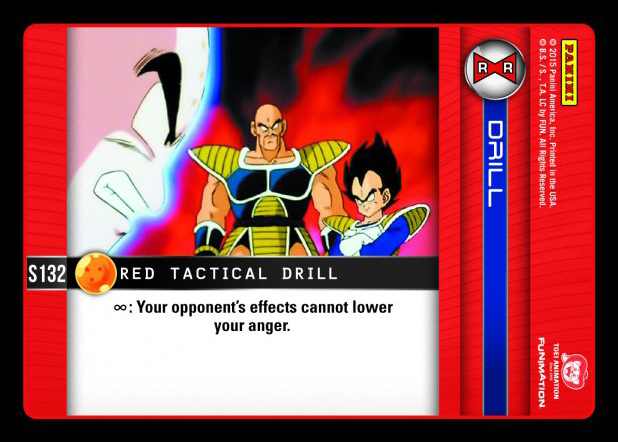 S132
RED TACTICAL DRILL
∞: Your opponent's effects cannot lower
your anger.
R R
DRILL
PANINI
© 2015 Panini America, Inc. Printed in the USA.
© B.S. / S., T.A. LC by FUN. All Rights Reserved.
TOEI ANIMATION
FUNIMATION